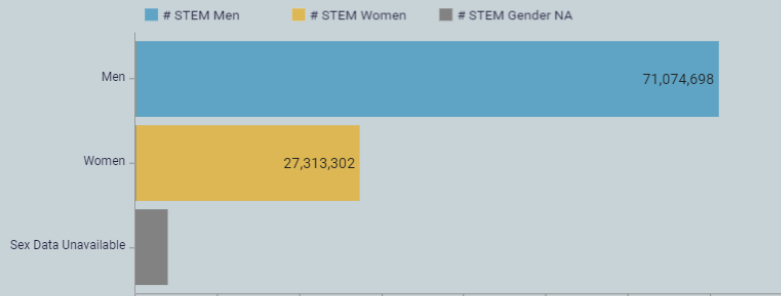 # STEM Men # STEM Women # STEM Gender NA
Men 71,074,698
Women 27,313,302
Sex Data Unavailable